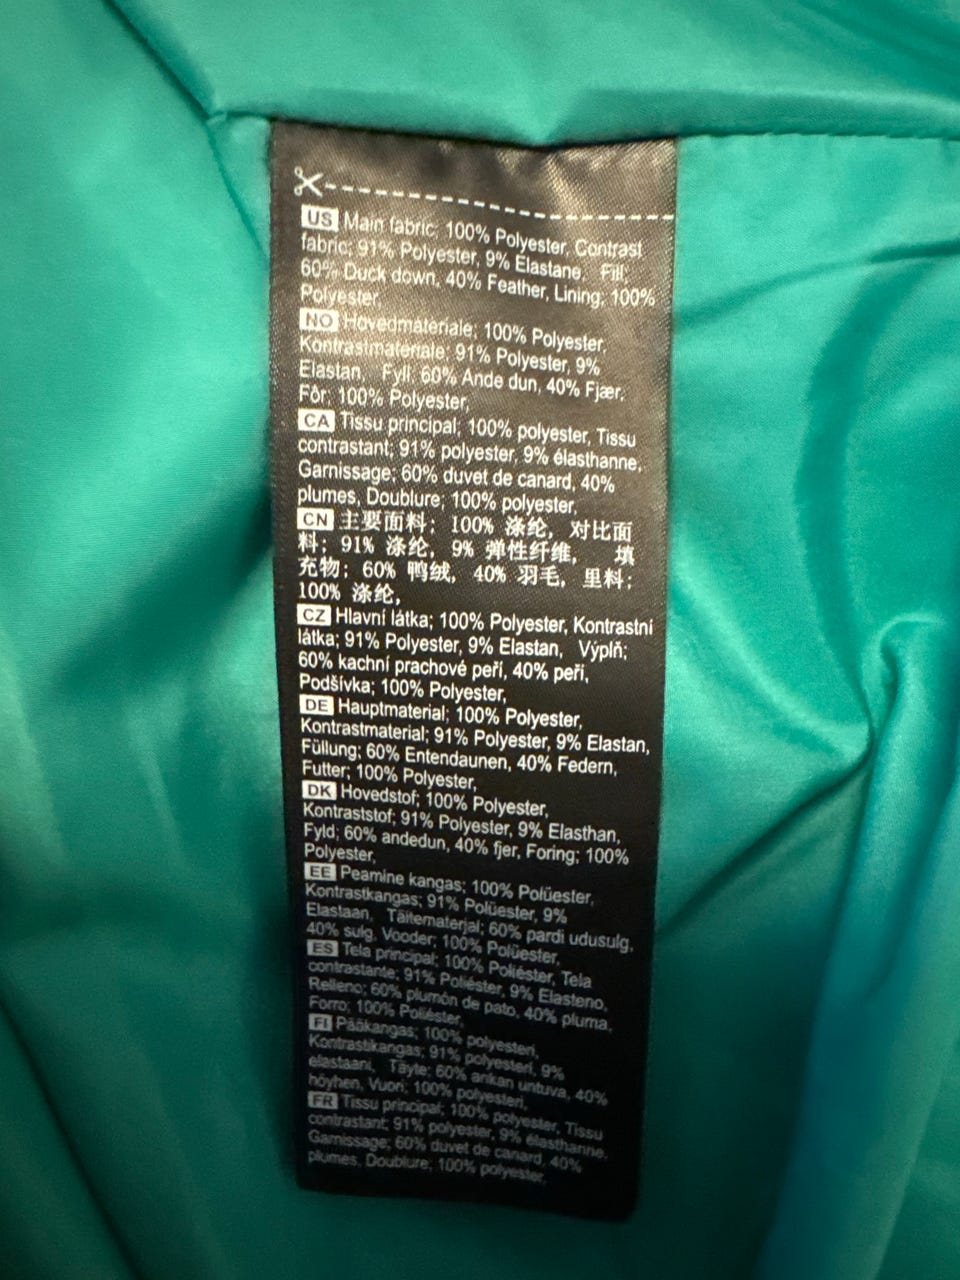 US Main fabric; 100% Polyester, Contrast
fabric; 91% Polyester, 9% Elastane, Fill;
60% Duck down, 40% Feather, Lining; 100%
Polyester,
NO Hovedmateriale; 100% Polyester,
Kontrastmateriale; 91% Polyester, 9%
Elastan, Fyll; 60% Ande dun, 40% Fjær,
Fôr; 100% Polyester,
CA Tissu principal; 100% polyester, Tissu
contrastant; 91% polyester, 9% élasthanne,
Garnissage; 60% duvet de canard, 40%
plumes, Doublure; 100% polyester,
CN 主要面料; 100% 涤纶, 对比面
料; 91% 涤纶, 9% 弹性纤维, 填
充物; 60% 鸭绒, 40% 羽毛, 里料;
100% 涤纶,
CZ Hlavní látka; 100% Polyester, Kontrastní
látka; 91% Polyester, 9% Elastan, Výplň;
60% kachní prachové peří, 40% peří,
Podšívka; 100% Polyester,
DE Hauptmaterial; 100% Polyester,
Kontrastmaterial; 91% Polyester, 9% Elastan,
Füllung; 60% Entendaunen, 40% Federn,
Futter; 100% Polyester,
DK Hovedstof; 100% Polyester,
Kontraststof; 91% Polyester, 9% Elasthan,
Fyld; 60% andedun, 40% fjer, Foring; 100%
Polyester,
EE Peamine kangas; 100% Polüester,
Kontrastkangas; 91% Polüester, 9%
Elastaan, Täitematerjal; 60% pardi udusulg,
40% sulg, Vooder; 100% Polüester,
ES Tela principal; 100% Poliéster, Tela
contrastante; 91% Poliéster, 9% Elasteno,
Relleno; 60% plumón de pato, 40% pluma,
Forro; 100% Poliéster,
FI Pääkangas; 100% polyesteri,
Kontrastikangas; 91% polyesteri, 9%
elastaani, Täyte; 60% ankan untuva, 40%
höyhen, Vuori; 100% polyesteri,
FR Tissu principal; 100% polyester, Tissu
contrastant; 91% polyester, 9% élasthanne,
Garnissage; 60% duvet de canard, 40%
plumes, Doublure; 100% polyester,